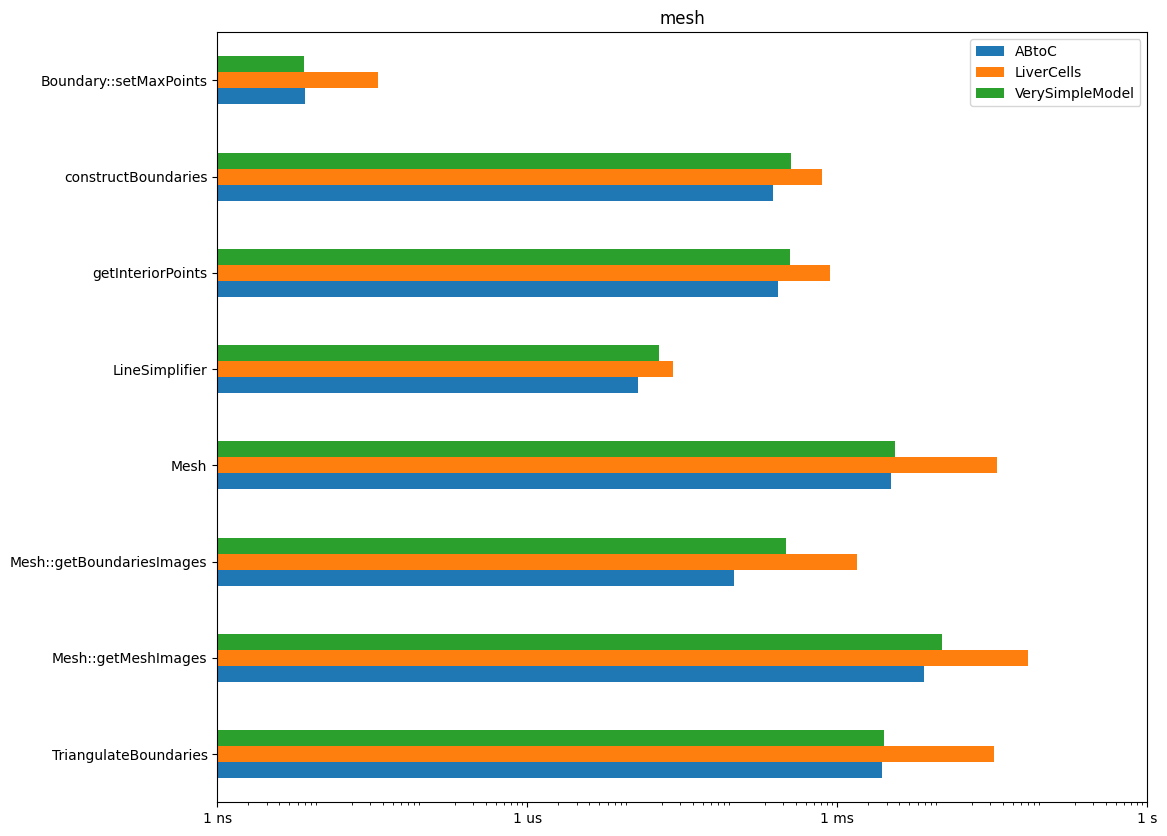 mesh
ABtoC
LiverCells
VerySimpleModel
Boundary::setMaxPoints
constructBoundaries
getInteriorPoints
LineSimplifier
Mesh
Mesh::getBoundariesImages
Mesh::getMeshImages
TriangulateBoundaries
1 ns
1 us
1 ms
1 s